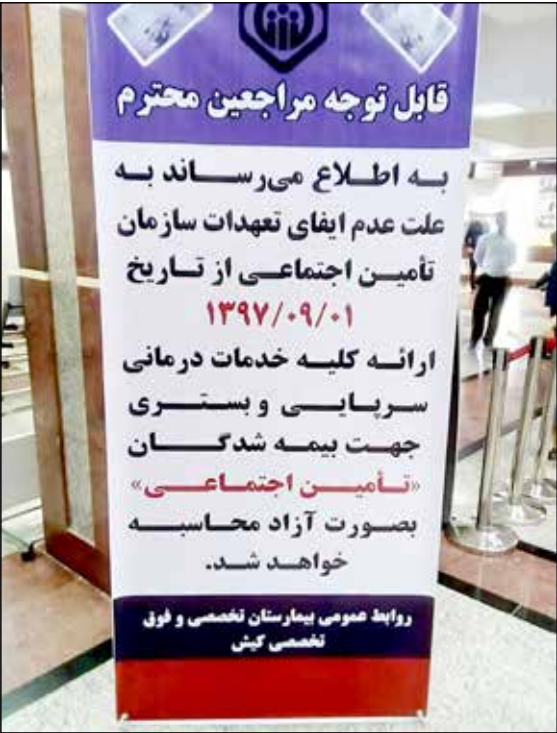 قابل توجه مراجعین محترم
به اطلاع می‌رساند به
علت عدم ایفای تعهدات سازمان
تأمین اجتماعی از تاریخ
۱۳۹۷/۰۹/۰۱
ارائه کلیه خدمات درمانی
سرپایی و بستری
جهت بیمه شدگان
«تأمین اجتماعی»
بصورت آزاد محاسبه
خواهد شد.
روابط عمومی بیمارستان تخصصی و فوق
تخصصی کیش